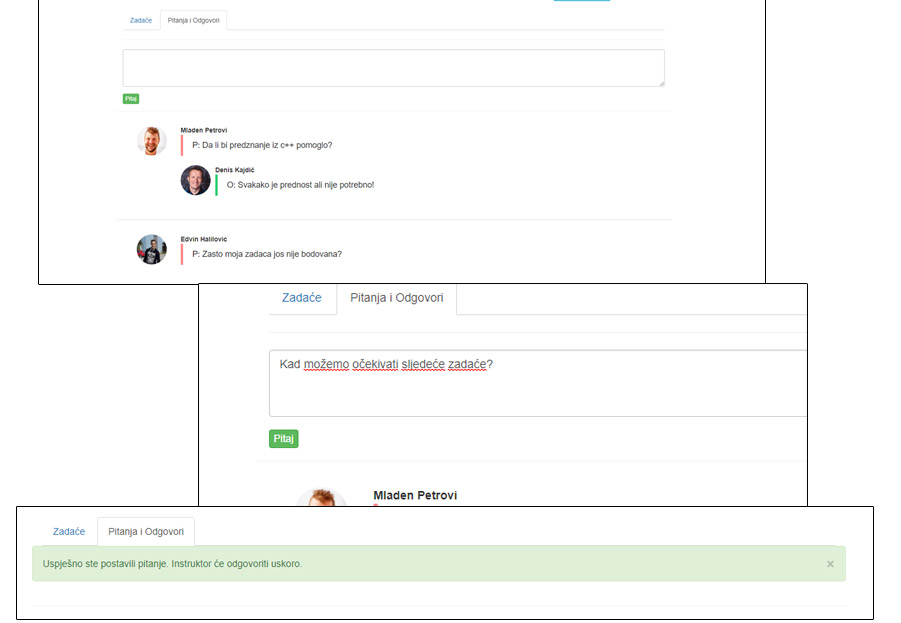 Zadaće Pitanja i Odgovori
Pitaj
Mladen Petrovi
P: Da li bi predznanje iz c++ pomoglo?
Denis Kajdić
O: Svakako je prednost ali nije potrebno!
Edvin Halilovic
P: Zasto moja zadaca jos nije bodovana?
Zadaće Pitanja i Odgovori
Kad možemo očekivati sljedeće zadaće?
Pitaj
Mladen Petrovi
Zadaće Pitanja i Odgovori
Uspješno ste postavili pitanje. Instruktor će odgovoriti uskoro. ×